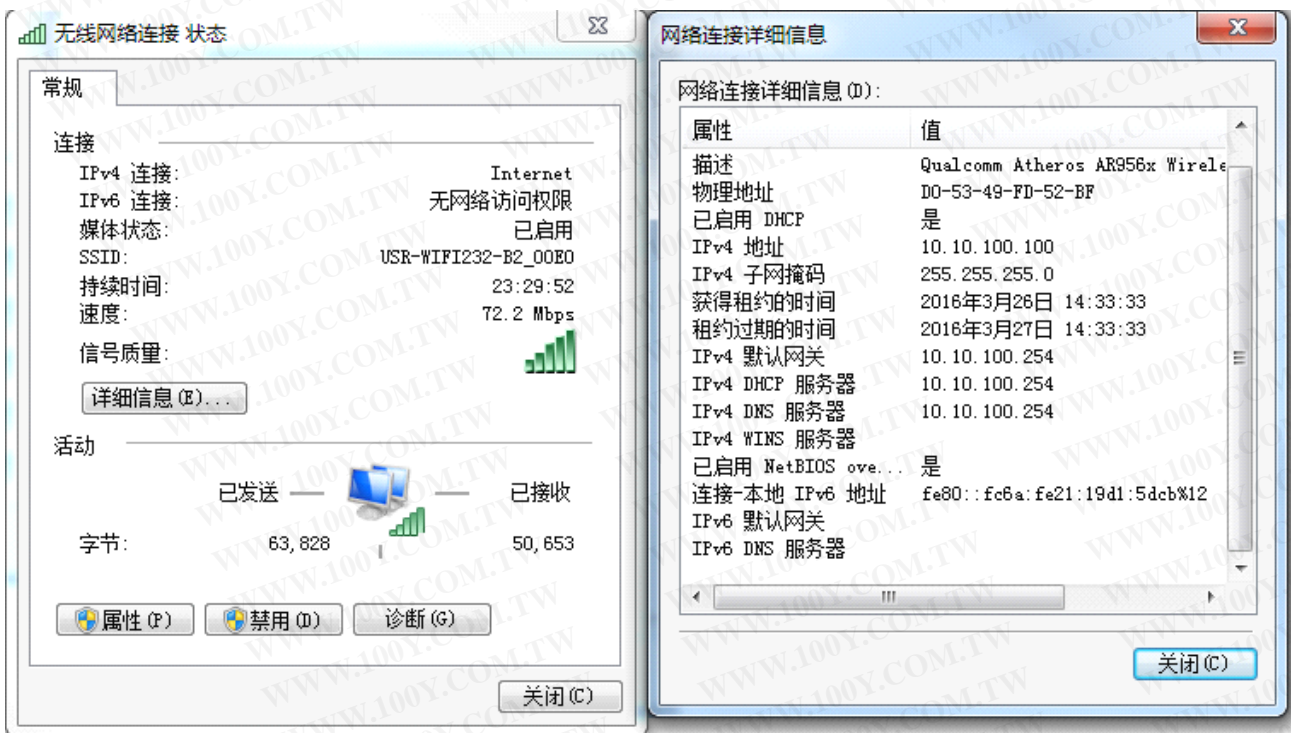 无线网络连接 状态
常规
连接
IPv4 连接: Internet
IPv6 连接: 无网络访问权限
媒体状态: 已启用
SSID: USR-WIFI232-B2_00E0
持续时间: 23:29:52
速度: 72.2 Mbps
信号质量:
详细信息(E)...
活动
已发送 已接收
字节: 63,828 50,653
属性(P) 禁用(D) 诊断(G)
关闭(C)
网络连接详细信息
网络连接详细信息(D):
属性 值
描述 Qualcomm Atheros AR956x Wirele
物理地址 D0-53-49-FD-52-BF
已启用 DHCP 是
IPv4 地址 10.10.100.100
IPv4 子网掩码 255.255.255.0
获得租约的时间 2016年3月26日 14:33:33
租约过期的时间 2016年3月27日 14:33:33
IPv4 默认网关 10.10.100.254
IPv4 DHCP 服务器 10.10.100.254
IPv4 DNS 服务器 10.10.100.254
IPv4 WINS 服务器
已启用 NetBIOS ove... 是
连接-本地 IPv6 地址 fe80::fc6a:fe21:19d1:5dcb%12
IPv6 默认网关
IPv6 DNS 服务器
关闭(C)
WWW.100Y.COM.TW